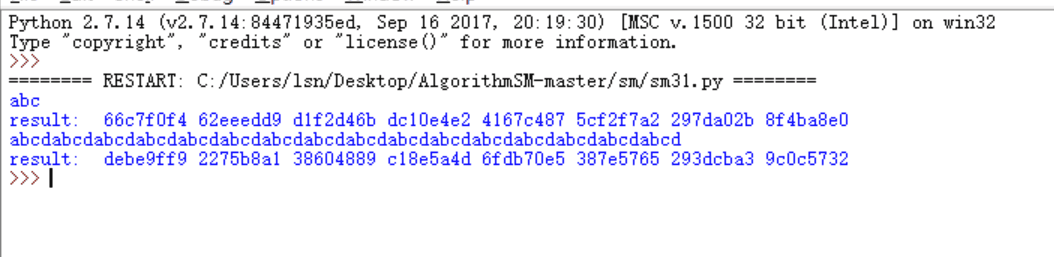 Python 2.7.14 (v2.7.14:84471935ed, Sep 16 2017, 20:19:30) [MSC v.1500 32 bit (Intel)] on win32
Type "copyright", "credits" or "license()" for more information.
>>>
======== RESTART: C:/Users/lsn/Desktop/AlgorithmSM-master/sm/sm31.py ========
abc
result:  66c7f0f4 62eeedd9 d1f2d46b dc10e4e2 4167c487 5cf2f7a2 297da02b 8f4ba8e0
abcdabcdabcdabcdabcdabcdabcdabcdabcdabcdabcdabcdabcdabcdabcdabcdabcdabcd
result:  debe9ff9 2275b8a1 38604889 c18e5a4d 6fdb70e5 387e5765 293dcba3 9c0c5732
>>>